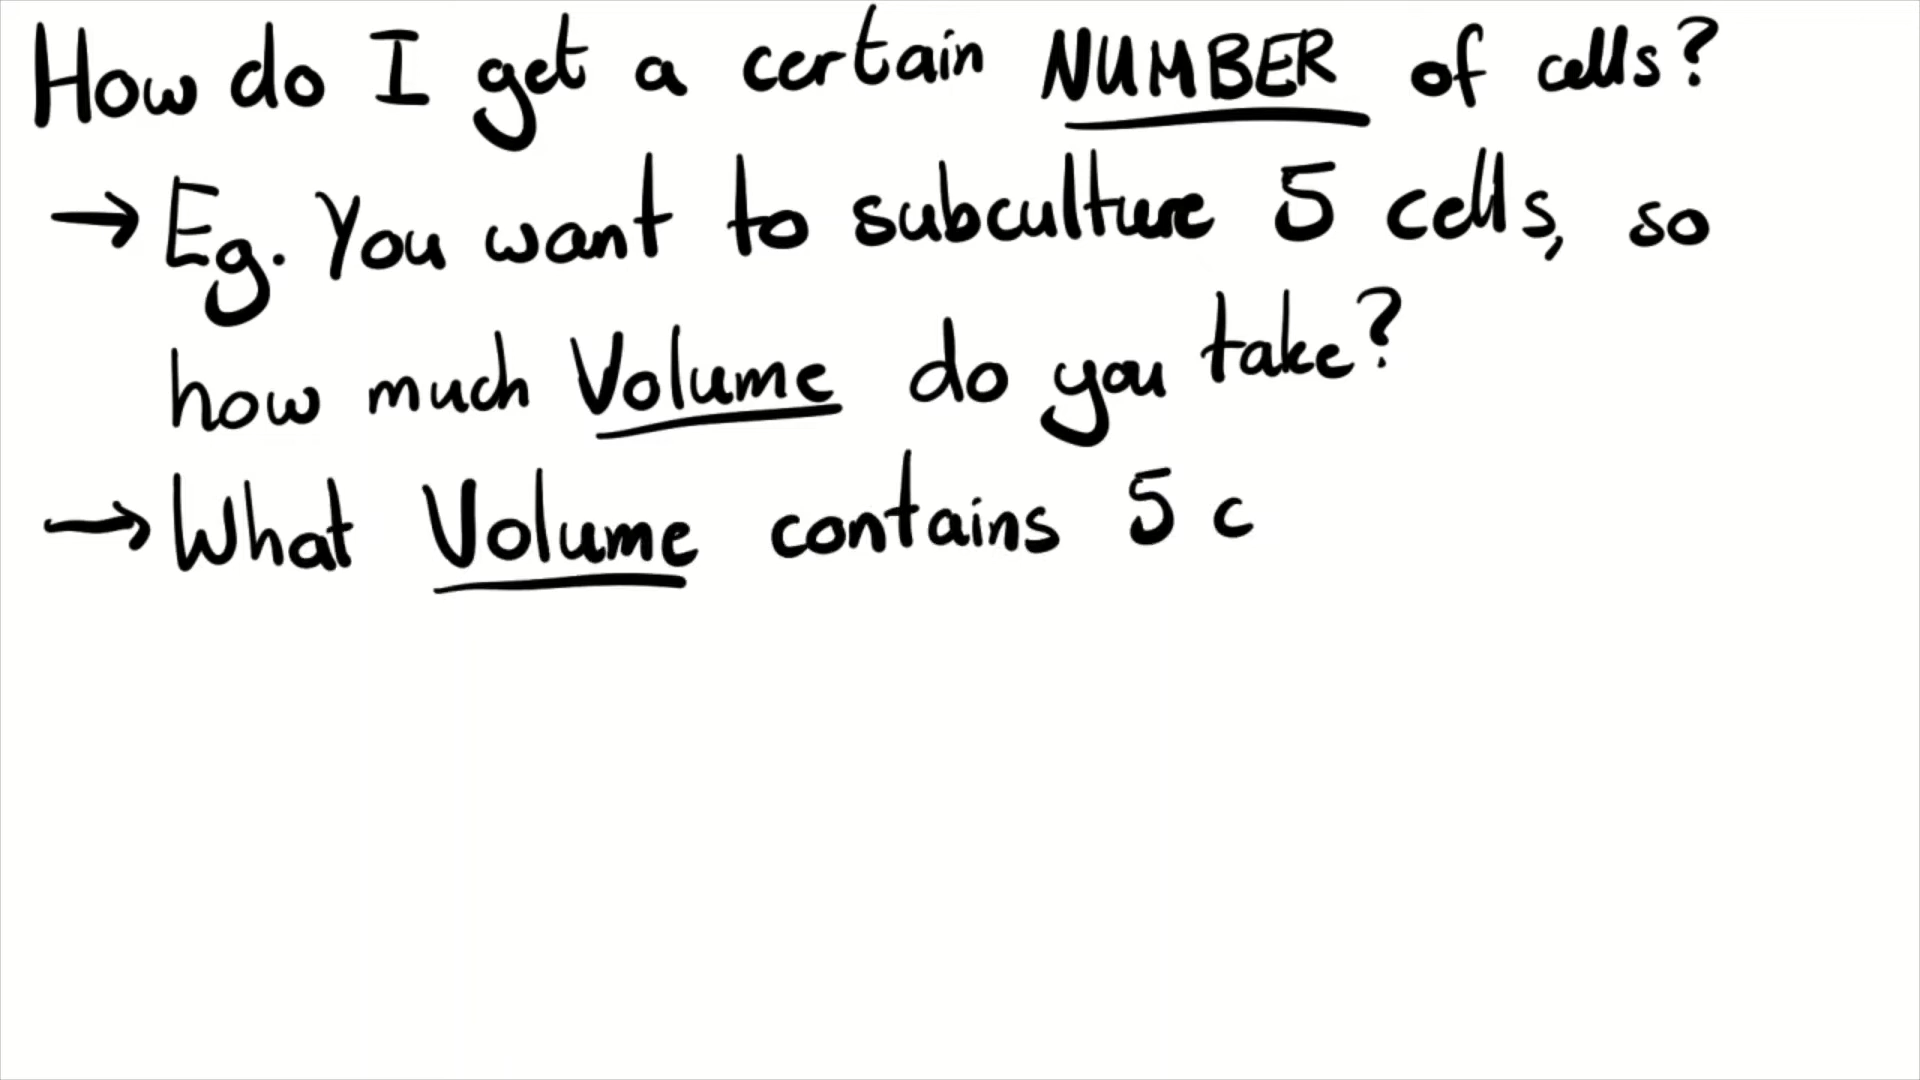 How do I get a certain NUMBER of cells?
→ Eg. You want to subculture 5 cells, so
how much Volume do you take?
→ What Volume contains 5 c